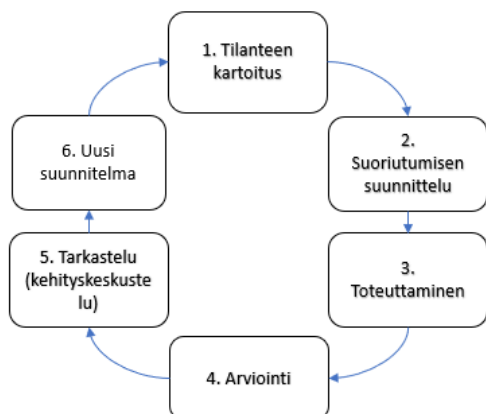 1. Tilanteen
kartoitus
2.
Suoriutumisen
suunnittelu
3.
Toteuttaminen
4. Arviointi
5. Tarkastelu
(kehityskeskuste
lu)
6. Uusi
suunnitelma